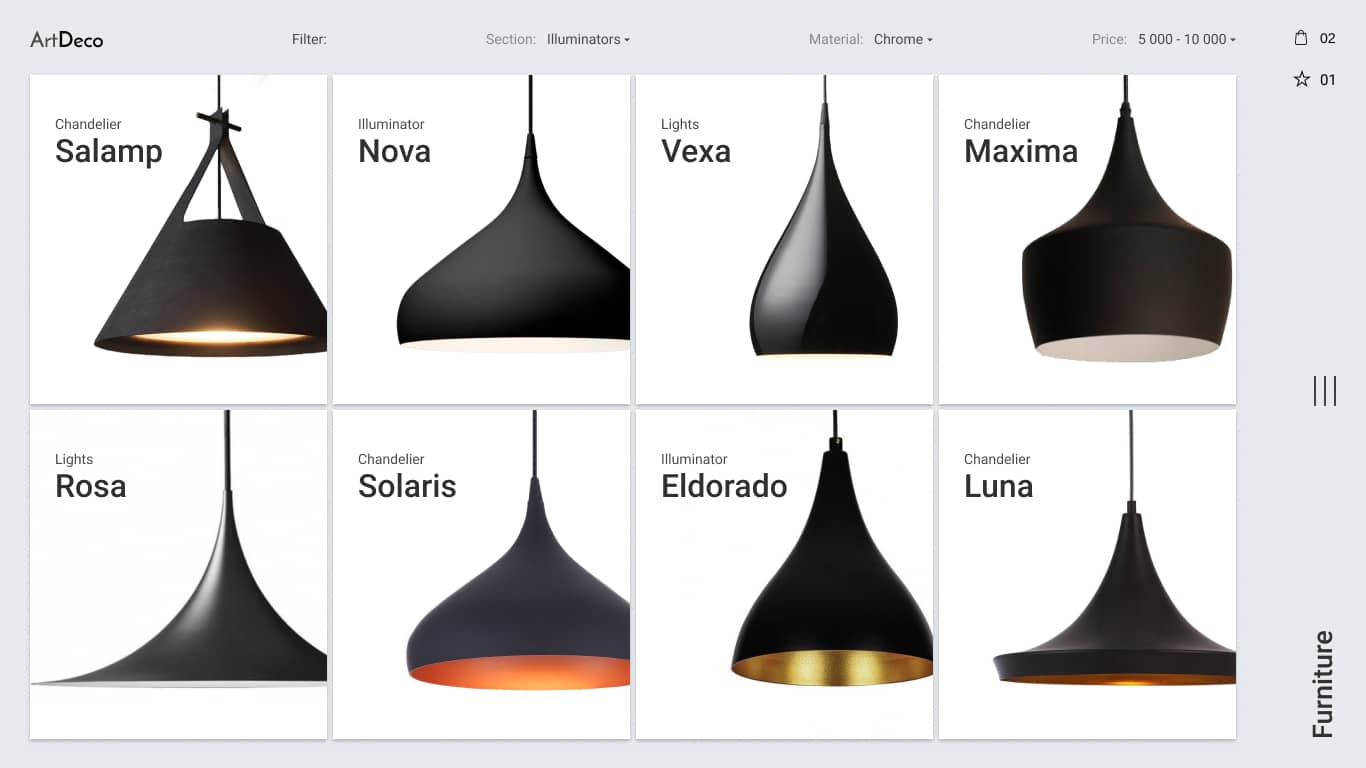 ArtDeco
Filter:
Section: Illuminators
Material: Chrome
Price: 5 000 - 10 000
02
01
Chandelier
Salamp
Illuminator
Nova
Lights
Vexa
Chandelier
Maxima
Lights
Rosa
Chandelier
Solaris
Illuminator
Eldorado
Chandelier
Luna
Furniture